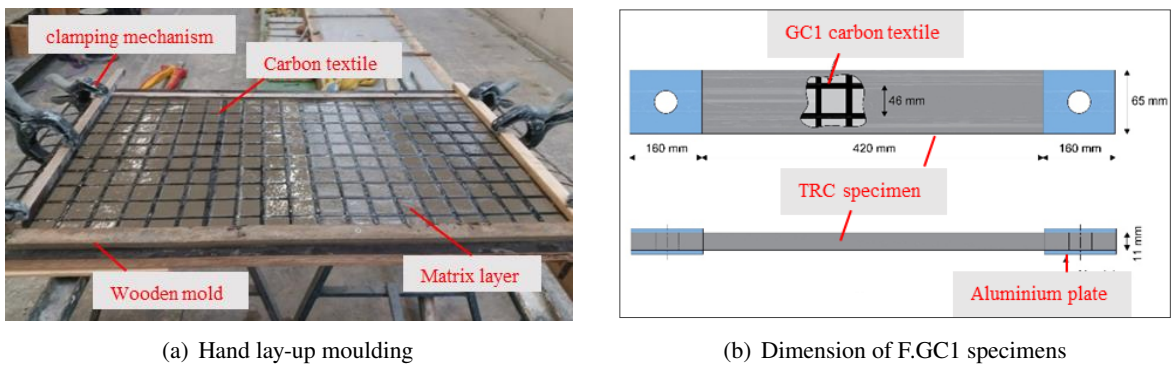 clamping mechanism
Carbon textile
Wooden mold
Matrix layer
(a) Hand lay-up moulding
GC1 carbon textile
46 mm
65 mm
160 mm
420 mm
160 mm
TRC specimen
11 mm
Aluminium plate
(b) Dimension of F.GC1 specimens